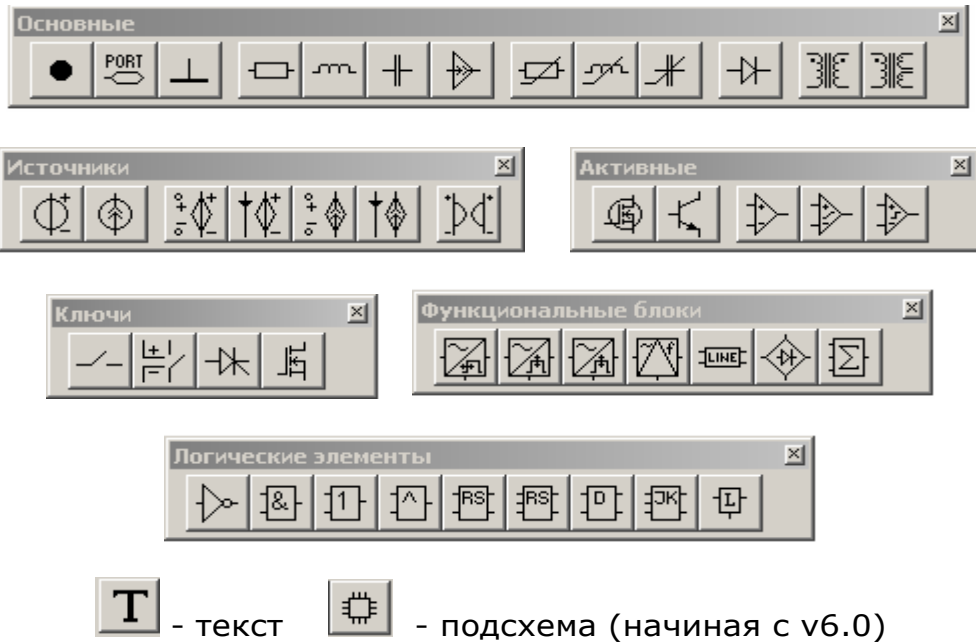 Основные
PORT
Источники
Активные
Ключи
Функциональные блоки
LINE
Логические элементы
& 1 ^ RS RS D JK L
T - текст - подсхема (начиная с v6.0)